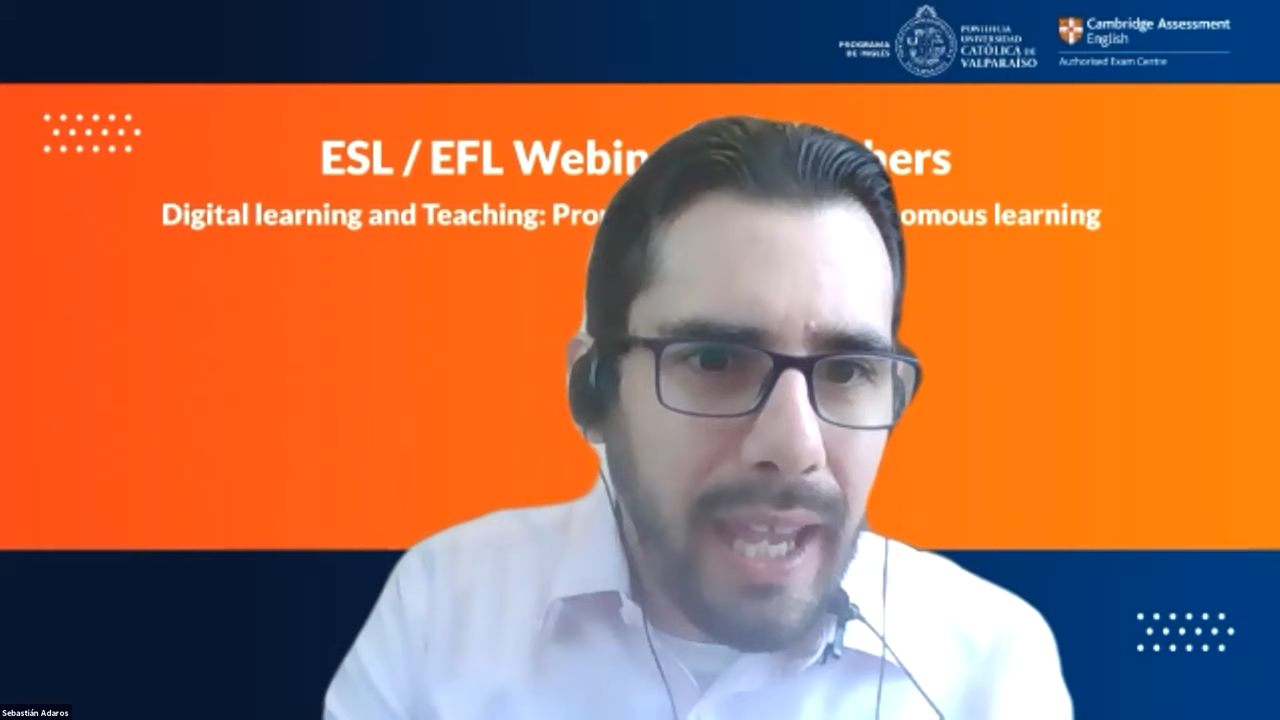 PROGRAMA
DE INGLÉS
PONTIFICIA
UNIVERSIDAD
CATÓLICA DE
VALPARAÍSO
Cambridge Assessment
English
Authorised Exam Centre
ESL / EFL Webin hers
Digital learning and Teaching: Pro omous learning
Sebastián Adaros